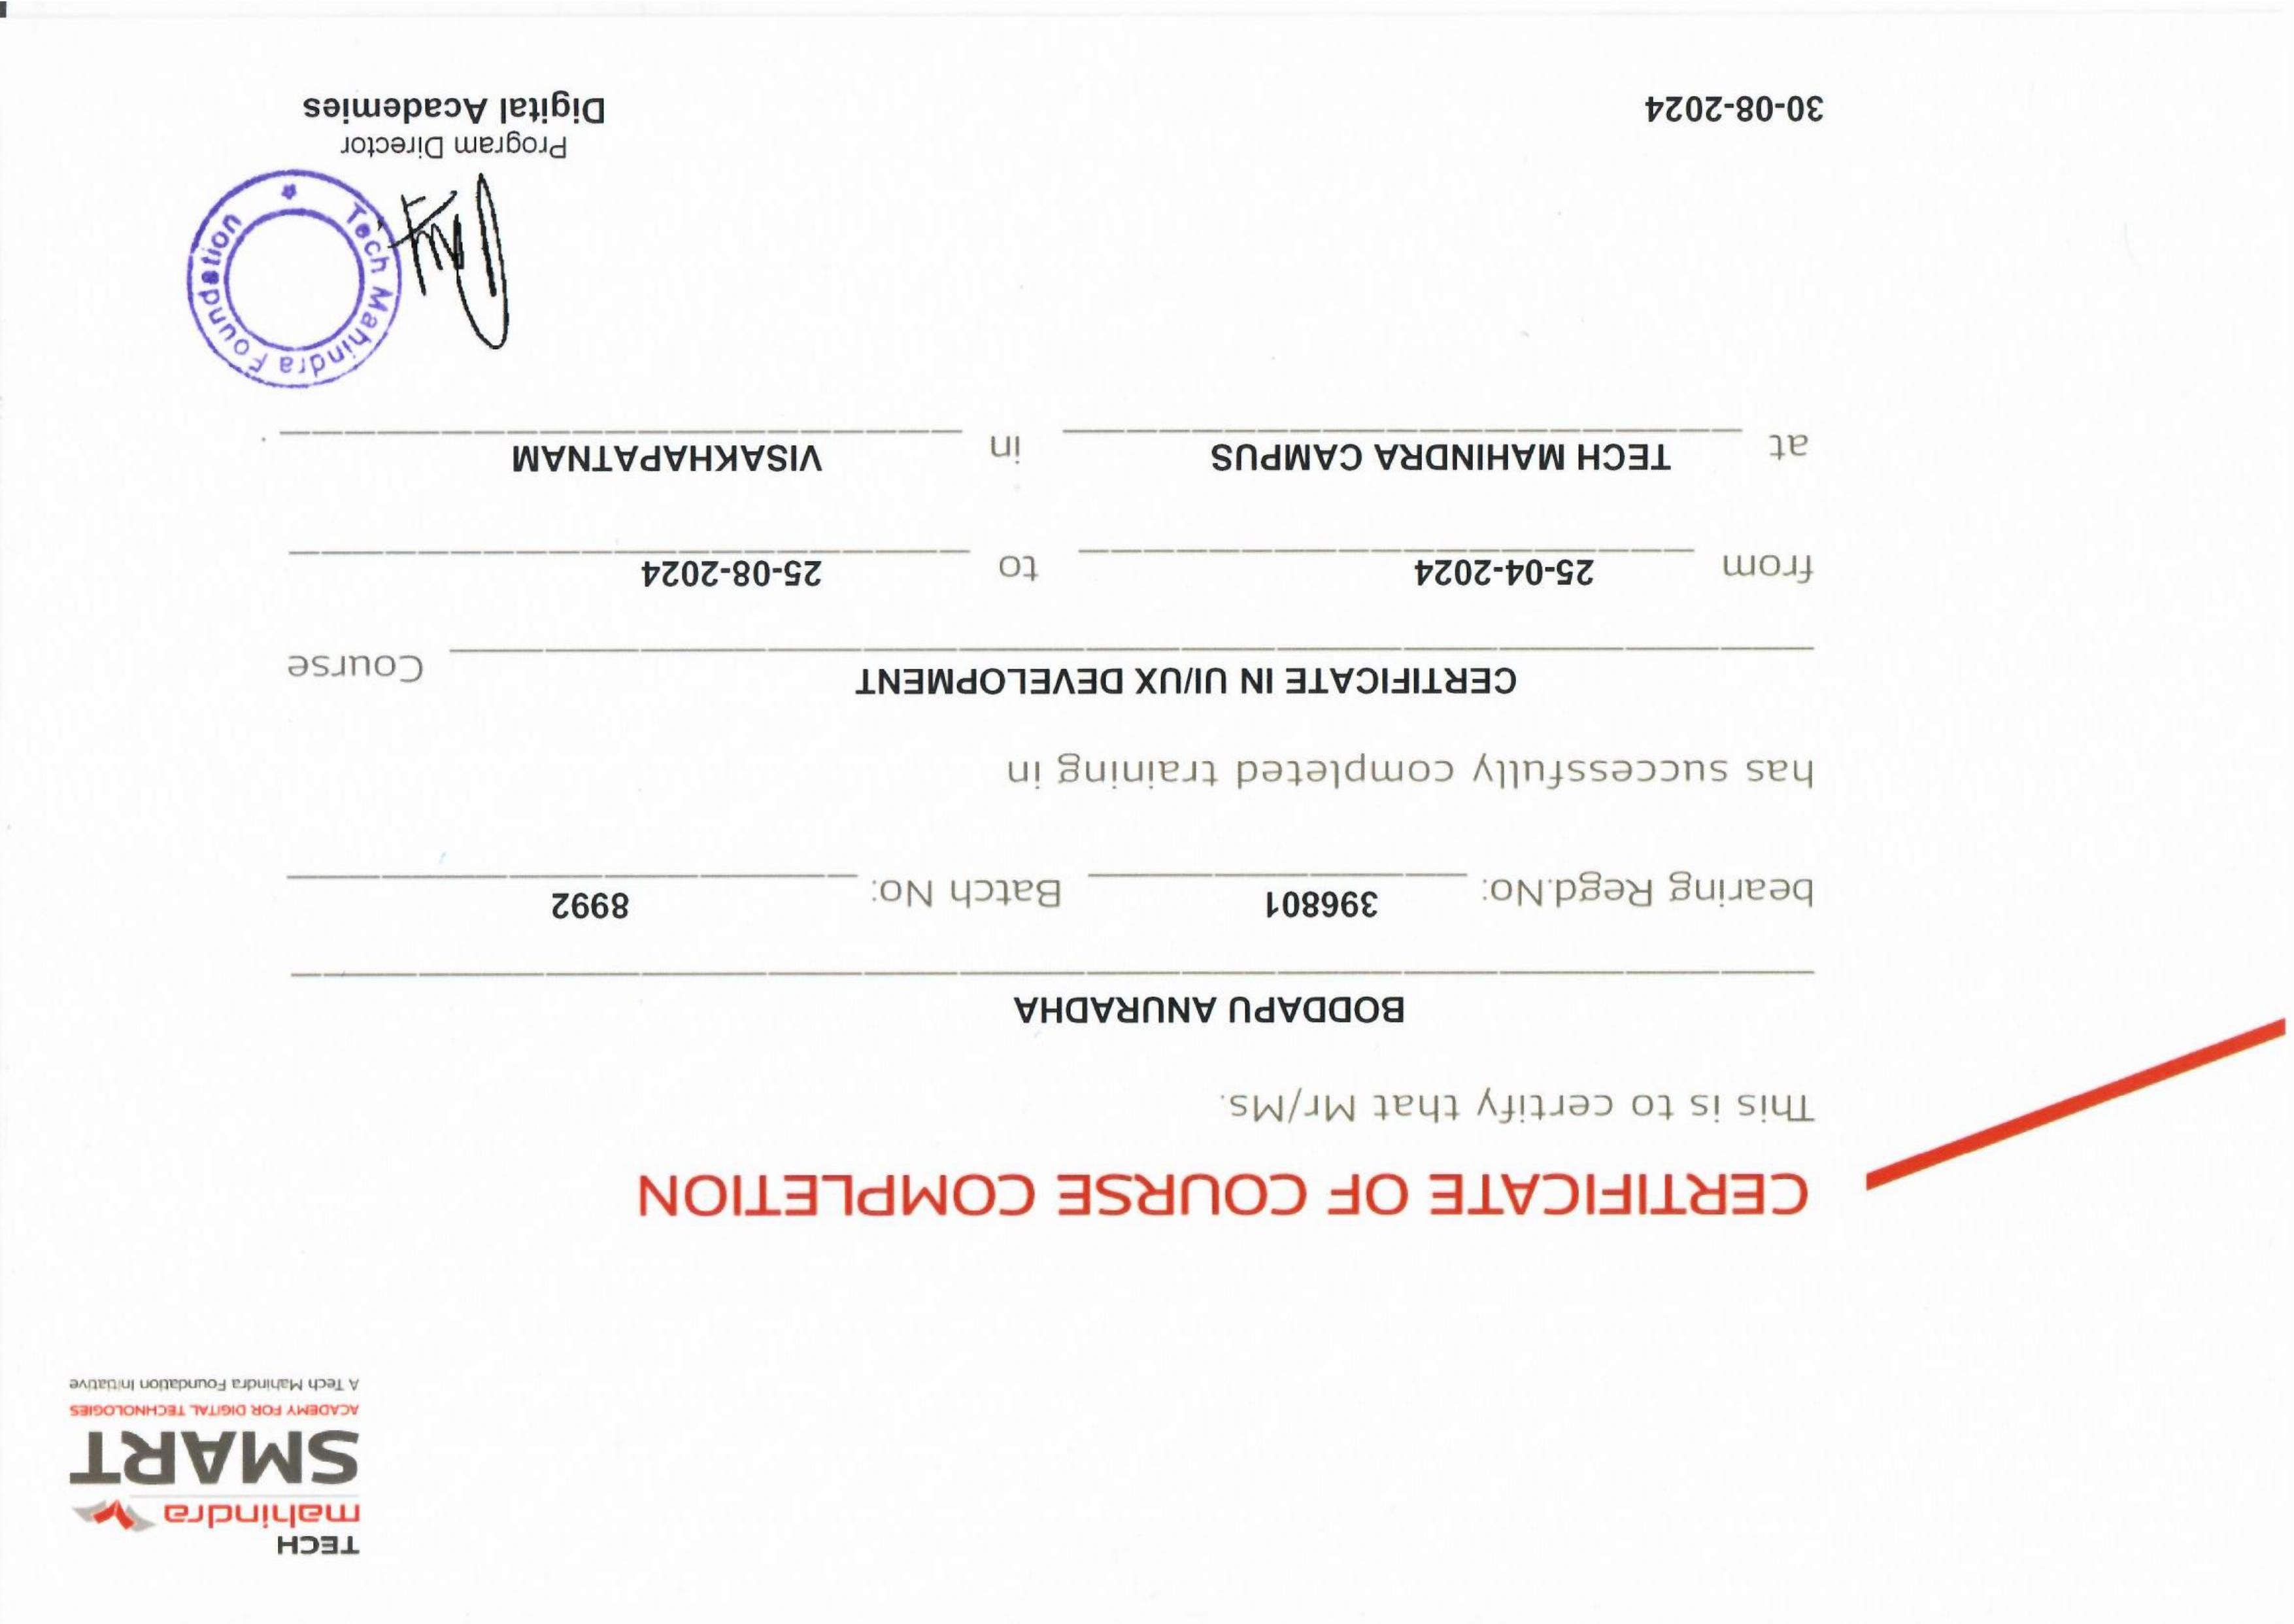 TECH
mahindra
SMART
ACADEMY FOR DIGITAL TECHNOLOGIES
A Tech Mahindra Foundation Initiative
CERTIFICATE OF COURSE COMPLETION
This is to certify that Mr/Ms.
BODDAPU ANURADHA
bearing Regd.No: 396801 Batch No: 8992
has successfully completed training in
CERTIFICATE IN UI/UX DEVELOPMENT Course
from 25-04-2024 to 25-08-2024
at TECH MAHINDRA CAMPUS in VISAKHAPATNAM .
Tech Mahindra Foundation
Program Director
Digital Academies
30-08-2024